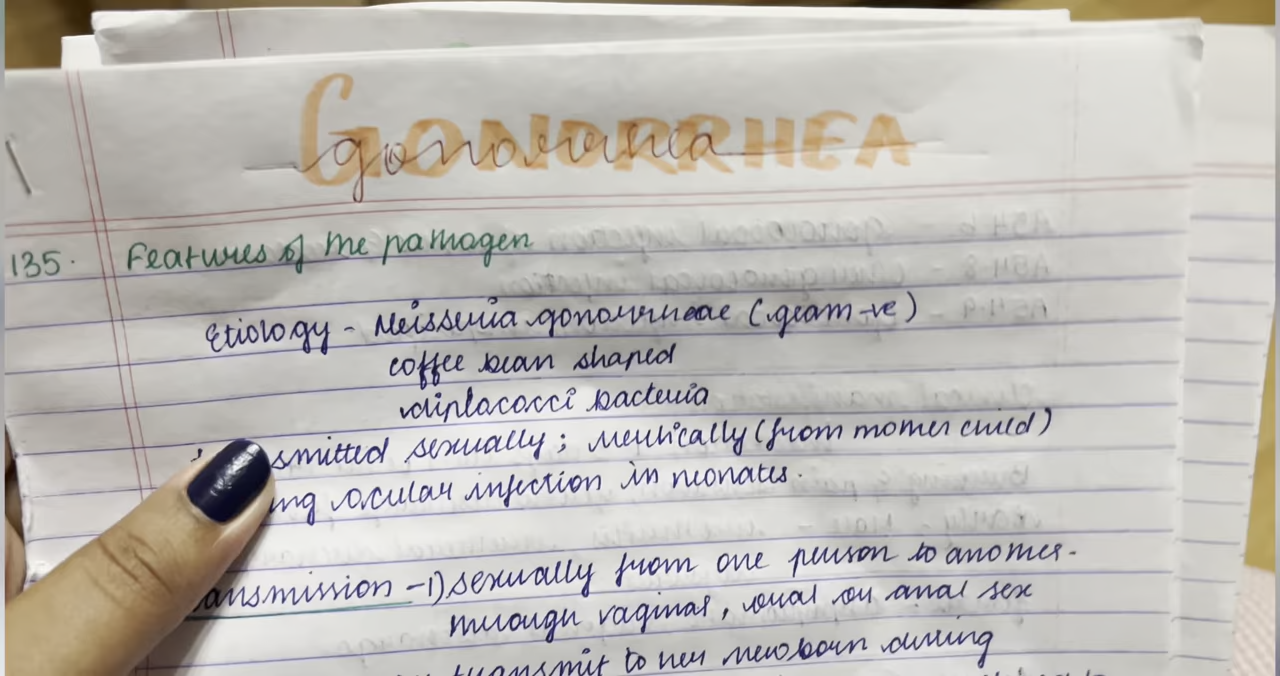 GONORRHEA
gonorrhea
135. Features of the pathogen
Etiology - Neisseria gonorrheae (gram -ve)
coffee bean shaped
diplococci bacteria
smitted sexually; vertically (from mother child)
ing ocular infection in neonates.
ansmission - 1) sexually from one person to another.
through vaginal, oral or anal sex
transmit to her newborn during